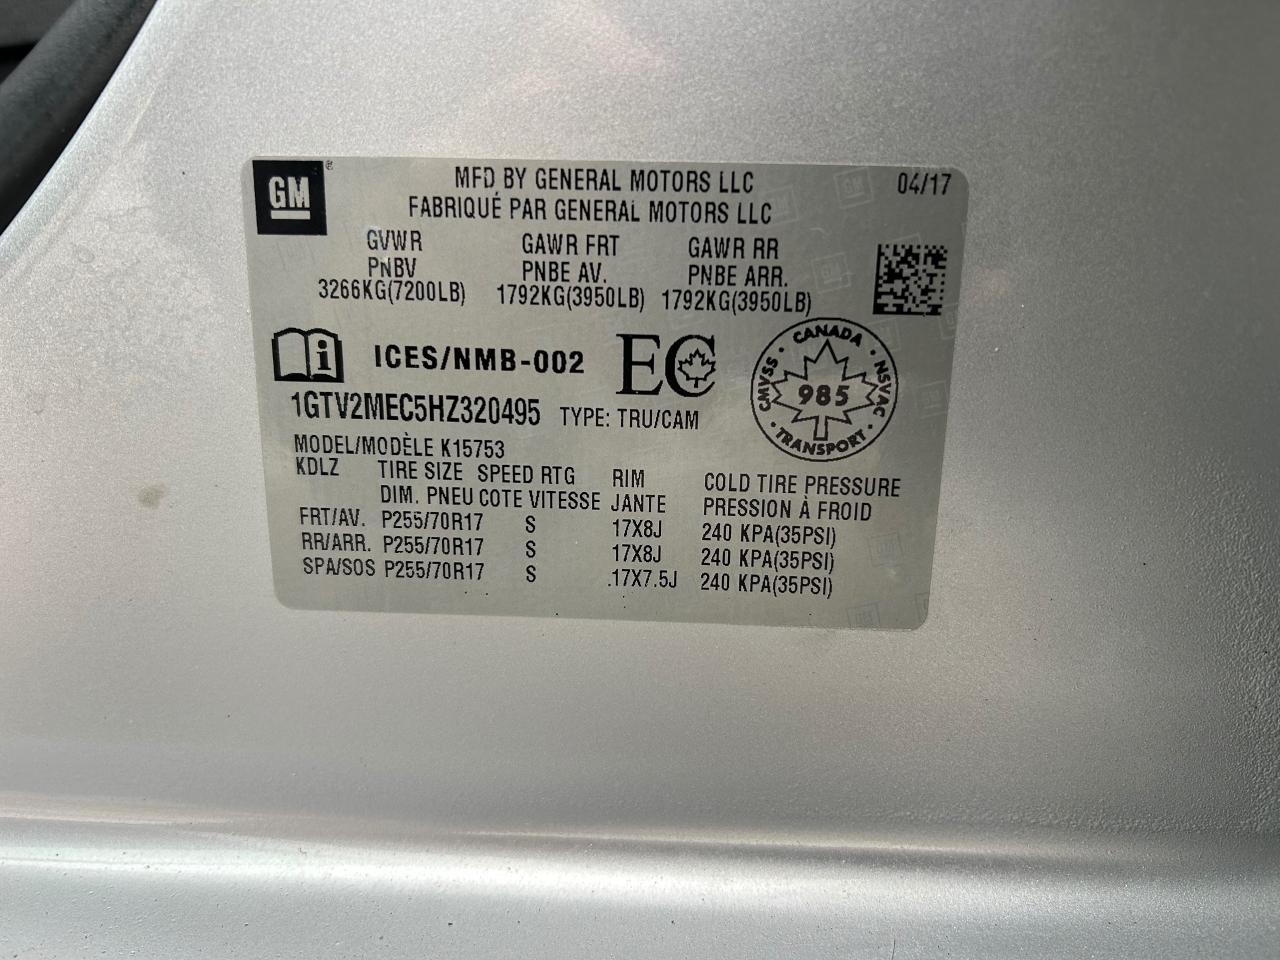 GM
MFD BY GENERAL MOTORS LLC 04/17
FABRIQUÉ PAR GENERAL MOTORS LLC
GVWR GAWR FRT GAWR RR
PNBV PNBE AV. PNBE ARR.
3266KG(7200LB) 1792KG(3950LB) 1792KG(3950LB)
i ICES/NMB-002 EC
CANADA CMVSS NSVAC 985 TRANSPORT
1GTV2MEC5HZ320495 TYPE: TRU/CAM
MODEL/MODÈLE K15753
KDLZ TIRE SIZE SPEED RTG RIM COLD TIRE PRESSURE
DIM. PNEU COTE VITESSE JANTE PRESSION À FROID
FRT/AV. P255/70R17 S 17X8J 240 KPA(35PSI)
RR/ARR. P255/70R17 S 17X8J 240 KPA(35PSI)
SPA/SOS P255/70R17 S .17X7.5J 240 KPA(35PSI)